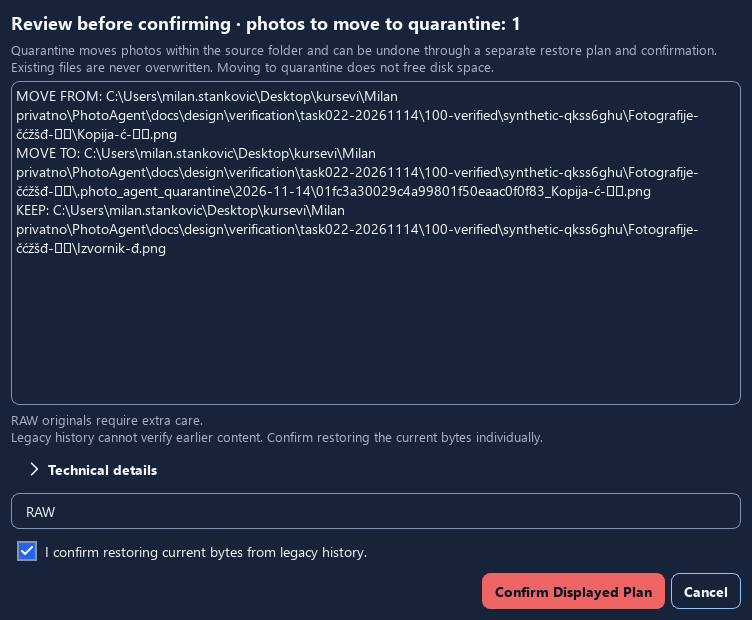 Review before confirming · photos to move to quarantine: 1
Quarantine moves photos within the source folder and can be undone through a separate restore plan and confirmation.
Existing files are never overwritten. Moving to quarantine does not free disk space.
MOVE FROM: C:\Users\milan.stankovic\Desktop\kursevi\Milan
privatno\PhotoAgent\docs\design\verification\task022-20261114\100-verified\synthetic-qkss6ghu\Fotografije-
čćžšđ-▯▯\Kopija-ć-▯▯.png
MOVE TO: C:\Users\milan.stankovic\Desktop\kursevi\Milan
privatno\PhotoAgent\docs\design\verification\task022-20261114\100-verified\synthetic-qkss6ghu\Fotografije-
čćžšđ-▯▯\.photo_agent_quarantine\2026-11-14\01fc3a30029c4a99801f50eaac0f0f83_Kopija-ć-▯▯.png
KEEP: C:\Users\milan.stankovic\Desktop\kursevi\Milan
privatno\PhotoAgent\docs\design\verification\task022-20261114\100-verified\synthetic-qkss6ghu\Fotografije-
čćžšđ-▯▯\Izvornik-đ.png
RAW originals require extra care.
Legacy history cannot verify earlier content. Confirm restoring the current bytes individually.
Technical details
RAW
I confirm restoring current bytes from legacy history.
Confirm Displayed Plan
Cancel